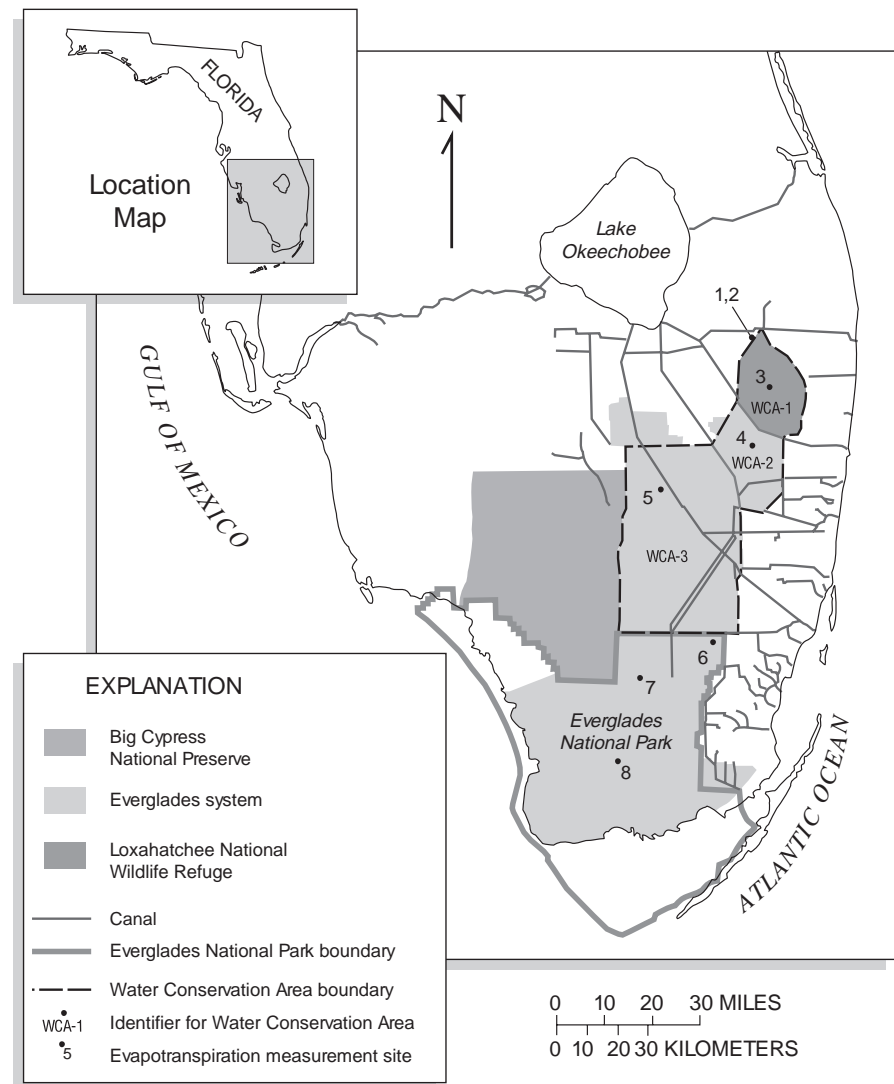 FLORIDA
Location
Map
N
Lake
Okeechobee
1,2
3
WCA-1
4
WCA-2
5
WCA-3
6
7
Everglades
National Park
8
GULF OF MEXICO
ATLANTIC OCEAN
EXPLANATION
Big Cypress
National Preserve
Everglades system
Loxahatchee National
Wildlife Refuge
Canal
Everglades National Park boundary
Water Conservation Area boundary
WCA-1 Identifier for Water Conservation Area
5 Evapotranspiration measurement site
0 10 20 30 MILES
0 10 20 30 KILOMETERS